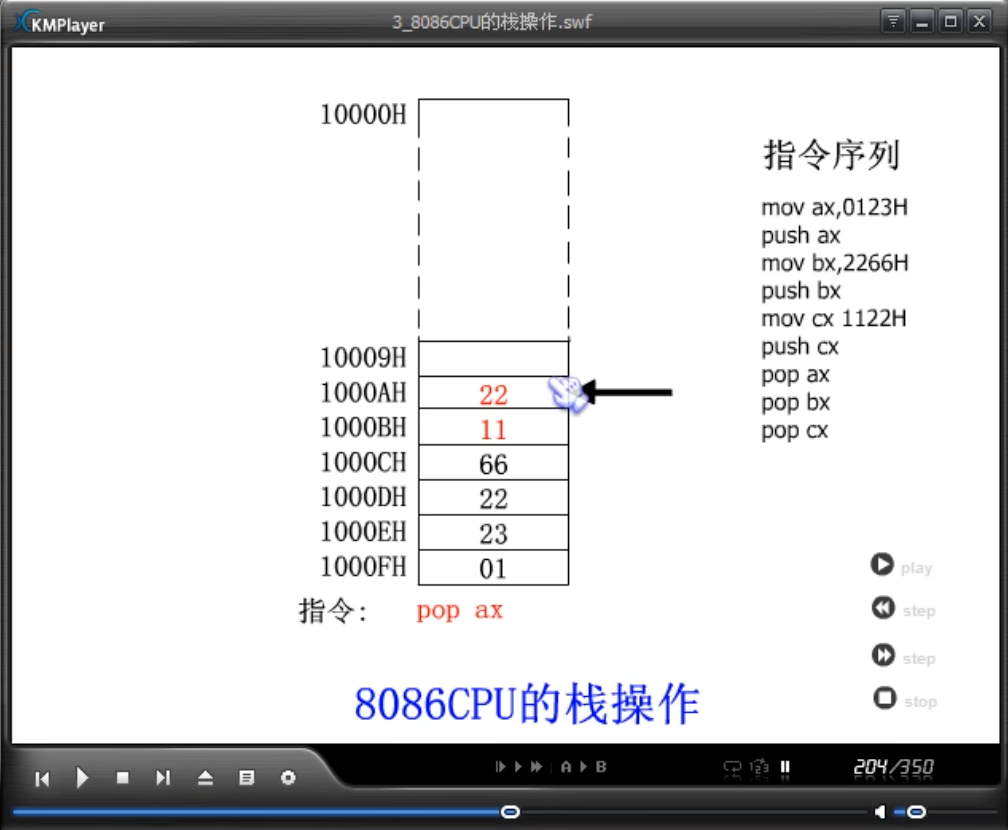 KMPlayer
3_8086CPU的栈操作.swf
10000H
指令序列
mov ax,0123H
push ax
mov bx,2266H
push bx
mov cx 1122H
push cx
pop ax
pop bx
pop cx
10009H
1000AH 22
1000BH 11
1000CH 66
1000DH 22
1000EH 23
1000FH 01
指令: pop ax
play
step
step
stop
8086CPU的栈操作
A B
204/350